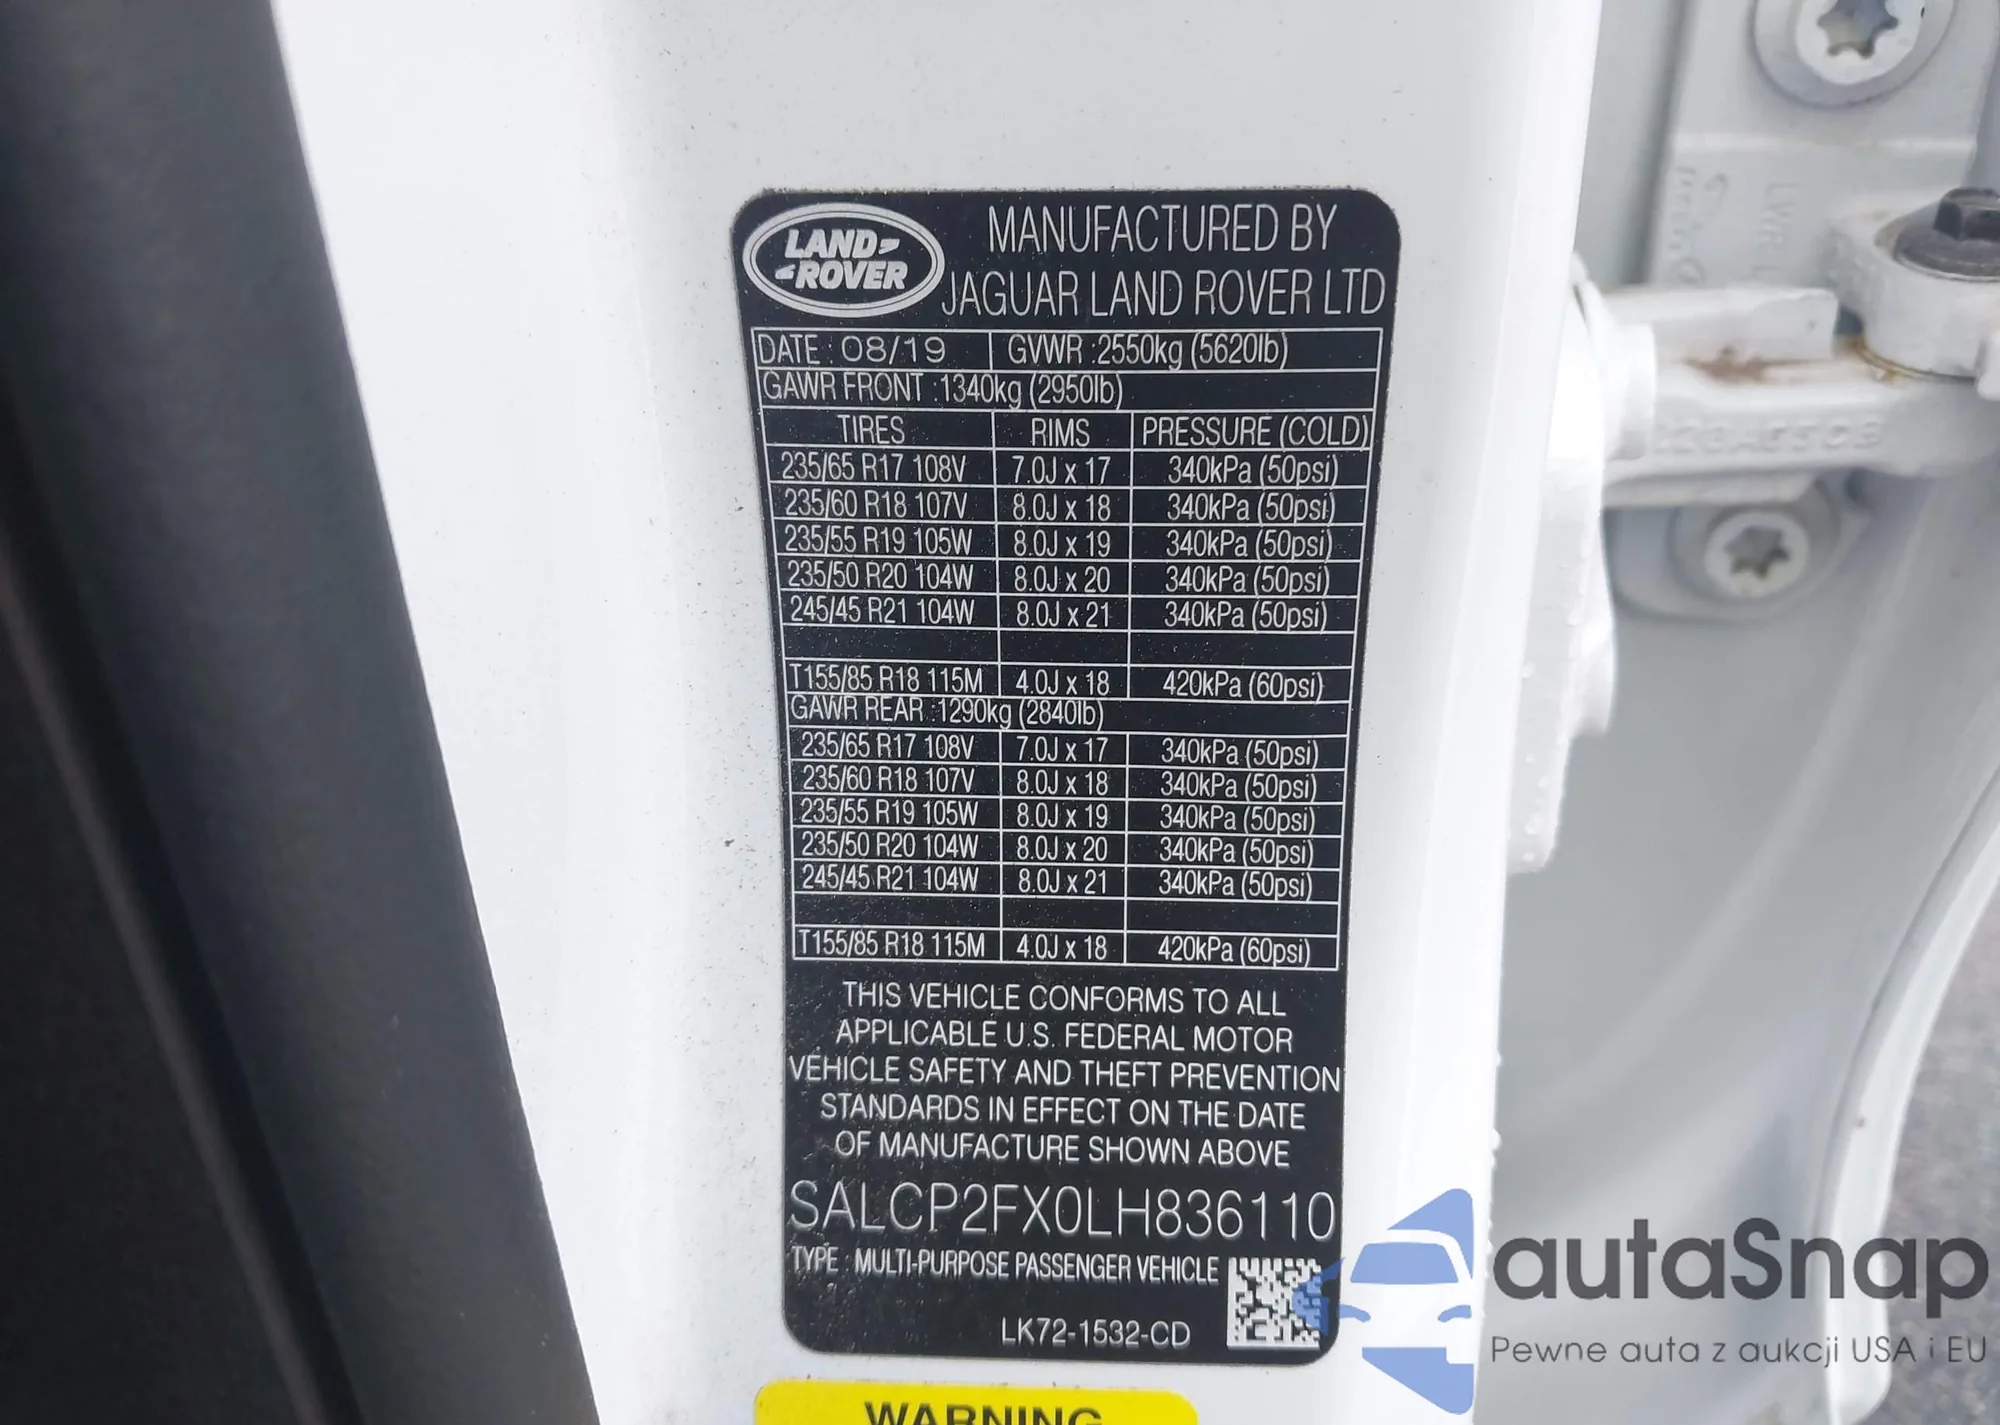 LAND ROVER
MANUFACTURED BY
JAGUAR LAND ROVER LTD
DATE : 08/19 GVWR :2550kg (5620lb)
GAWR FRONT :1340kg (2950lb)
TIRES RIMS PRESSURE (COLD)
235/65 R17 108V 7.0J x 17 340kPa (50psi)
235/60 R18 107V 8.0J x 18 340kPa (50psi)
235/55 R19 105W 8.0J x 19 340kPa (50psi)
235/50 R20 104W 8.0J x 20 340kPa (50psi)
245/45 R21 104W 8.0J x 21 340kPa (50psi)
T155/85 R18 115M 4.0J x 18 420kPa (60psi)
GAWR REAR :1290kg (2840lb)
235/65 R17 108V 7.0J x 17 340kPa (50psi)
235/60 R18 107V 8.0J x 18 340kPa (50psi)
235/55 R19 105W 8.0J x 19 340kPa (50psi)
235/50 R20 104W 8.0J x 20 340kPa (50psi)
245/45 R21 104W 8.0J x 21 340kPa (50psi)
T155/85 R18 115M 4.0J x 18 420kPa (60psi)
THIS VEHICLE CONFORMS TO ALL
APPLICABLE U.S. FEDERAL MOTOR
VEHICLE SAFETY AND THEFT PREVENTION
STANDARDS IN EFFECT ON THE DATE
OF MANUFACTURE SHOWN ABOVE
SALCP2FX0LH836110
TYPE : MULTI-PURPOSE PASSENGER VEHICLE
LK72-1532-CD
WARNING
autaSnap
Pewne auta z aukcji USA i EU